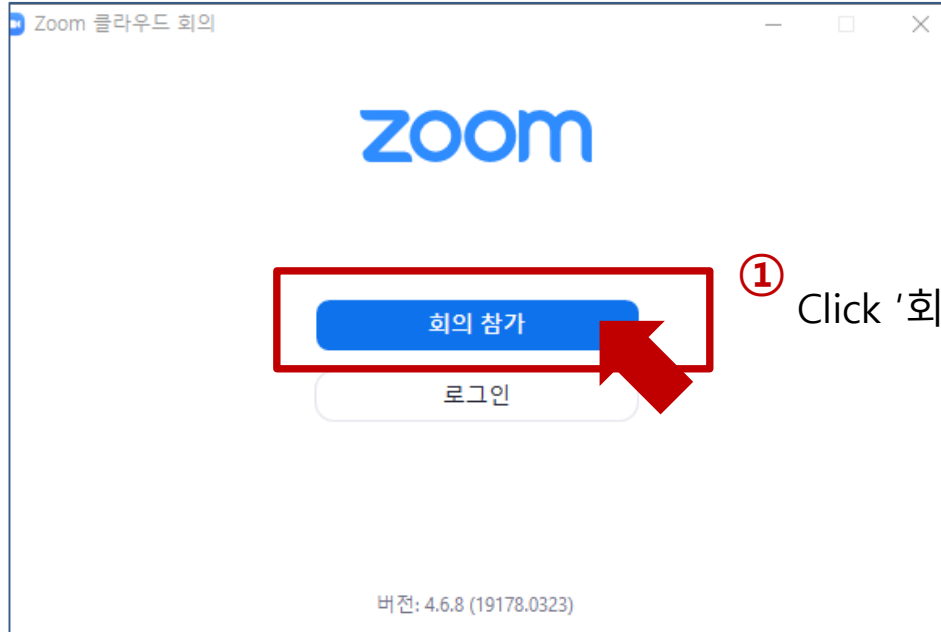 Zoom 클라우드 회의
zoom
회의 참가
①
Click ‘회
로그인
버전: 4.6.8 (19178.0323)